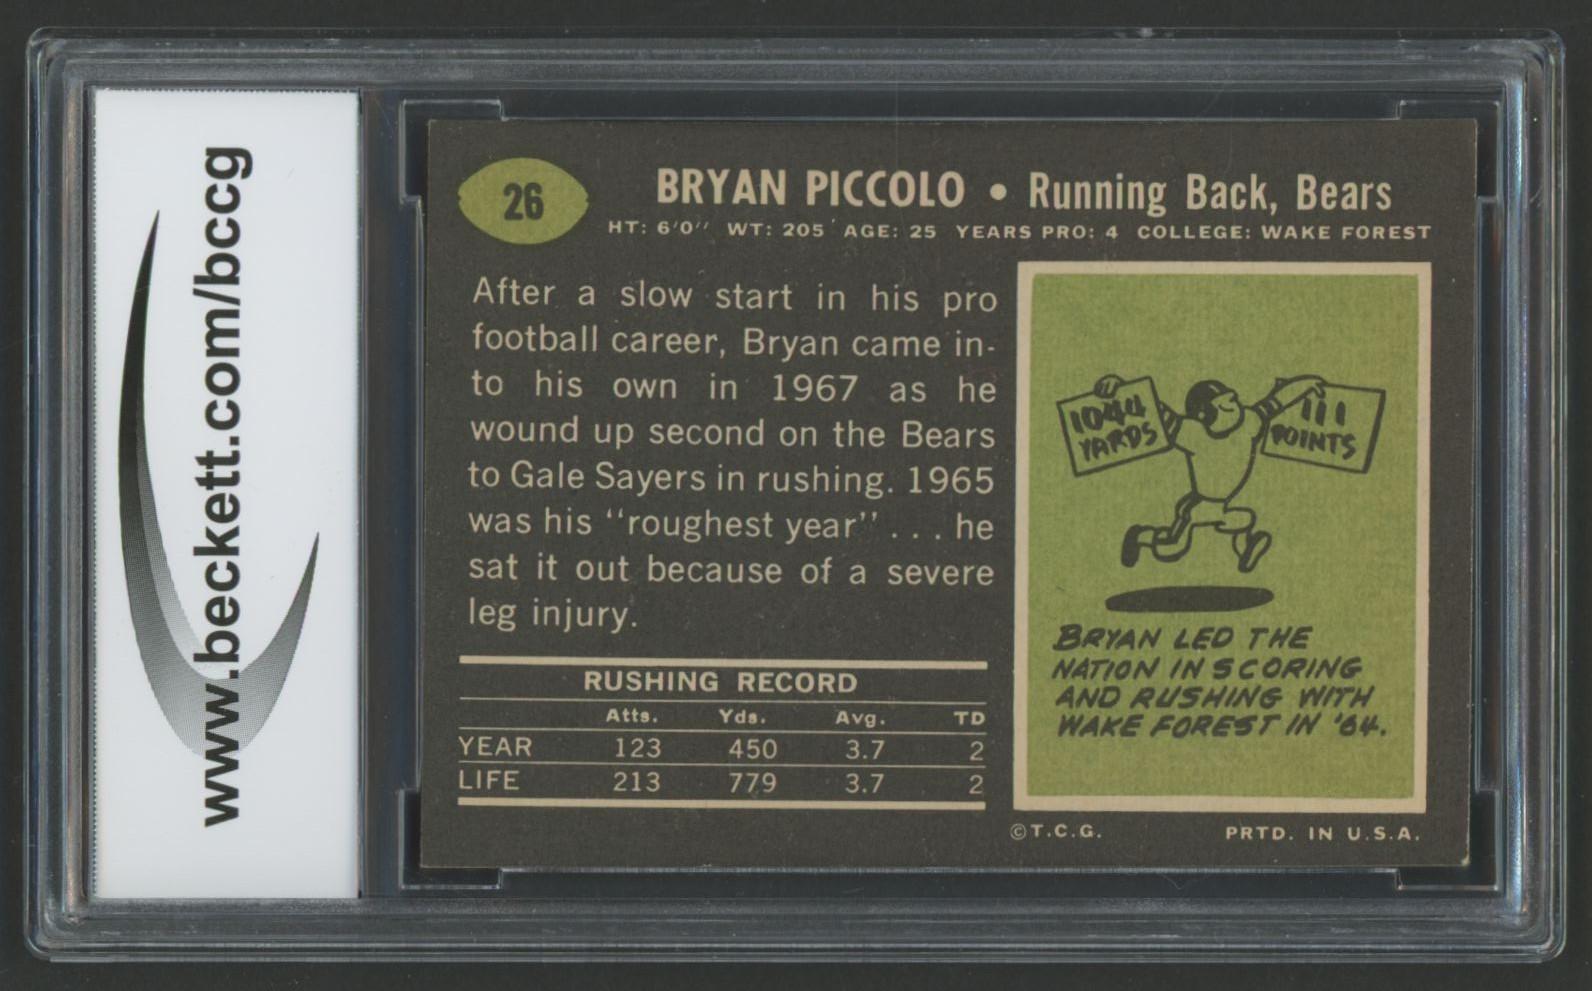 www.beckett.com/bccg
26
BRYAN PICCOLO • Running Back, Bears
HT: 6'0" WT: 205 AGE: 25 YEARS PRO: 4 COLLEGE: WAKE FOREST
After a slow start in his pro
football career, Bryan came in-
to his own in 1967 as he
wound up second on the Bears
to Gale Sayers in rushing. 1965
was his "roughest year" . . . he
sat it out because of a severe
leg injury.
RUSHING RECORD
Atts. Yds. Avg. TD
YEAR 123 450 3.7 2
LIFE 213 779 3.7 2
1044
YARDS
111
POINTS
BRYAN LED THE
NATION IN SCORING
AND RUSHING WITH
WAKE FOREST IN '64.
©T.C.G. PRTD. IN U.S.A.